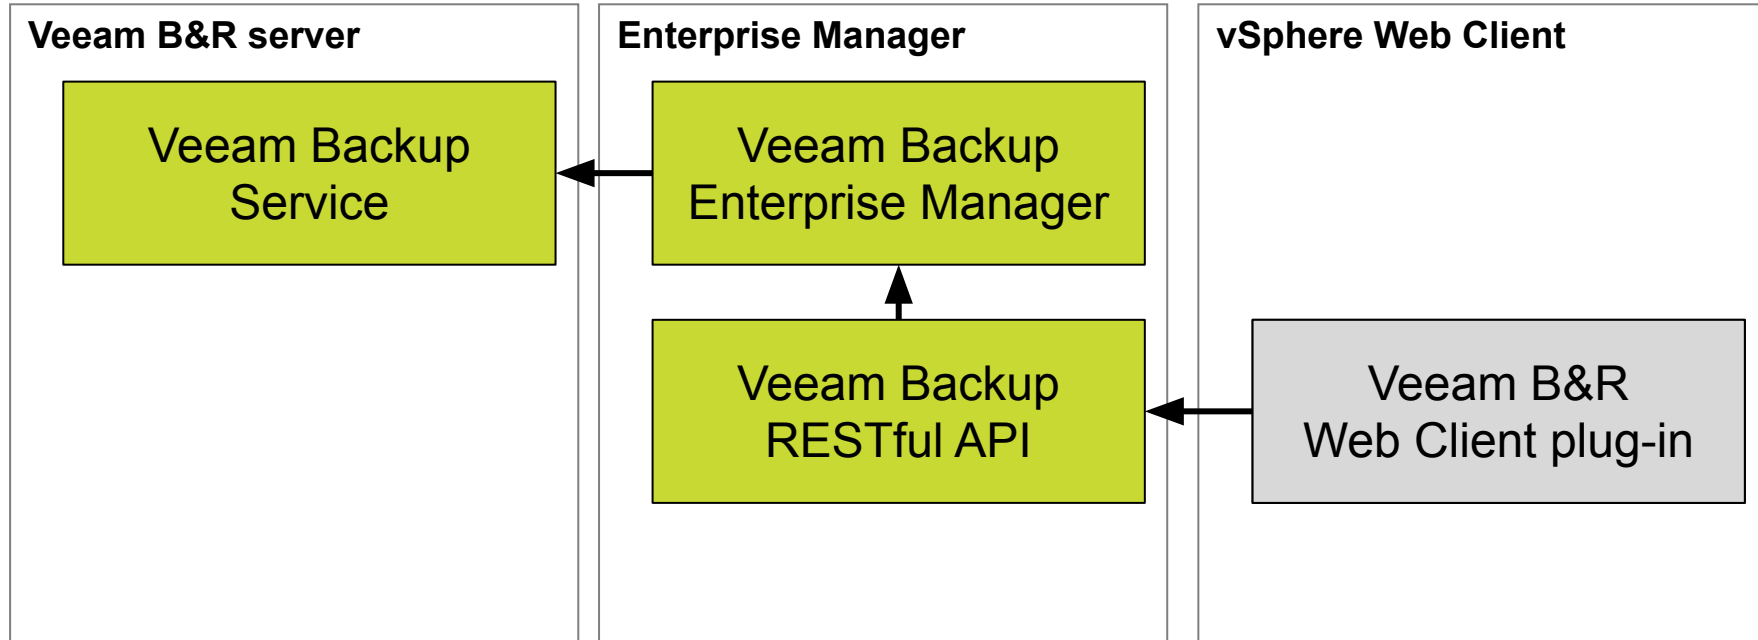 Veeam B&R server
Veeam Backup
Service
Enterprise Manager
Veeam Backup
Enterprise Manager
Veeam Backup
RESTful API
vSphere Web Client
Veeam B&R
Web Client plug-in